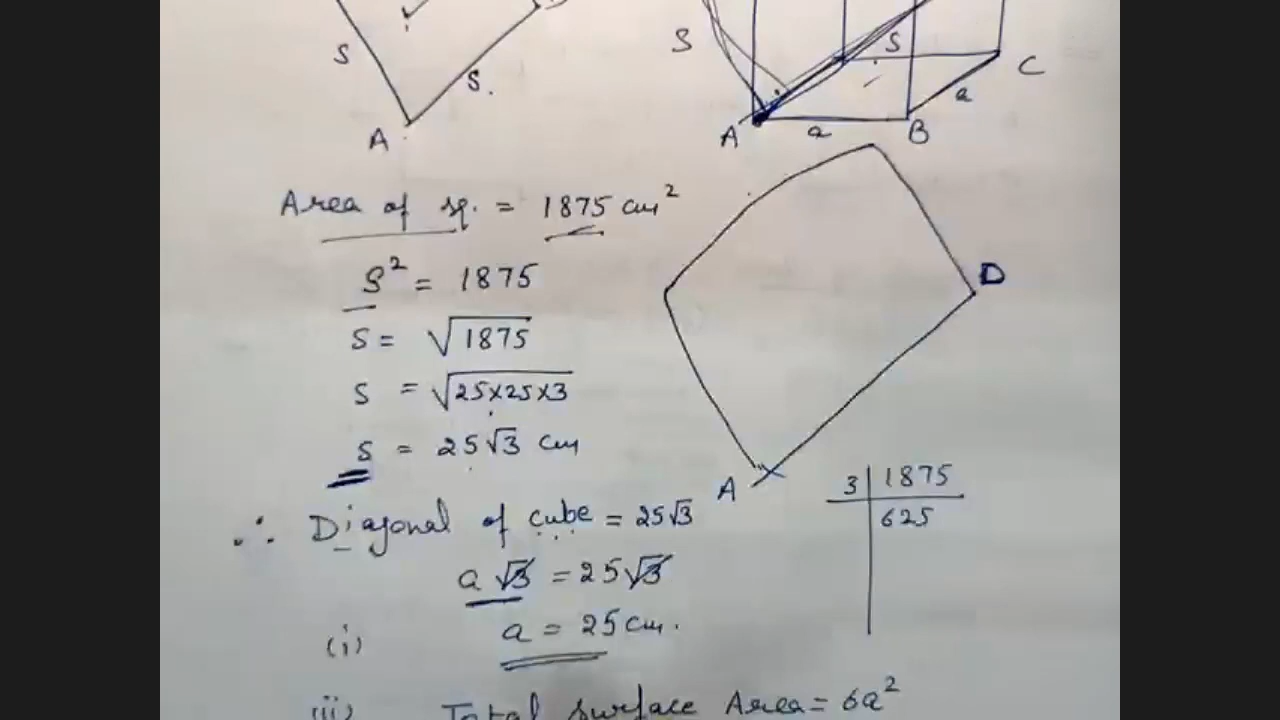 S
S.
A
S
S
C
a
A
a
B
Area of sq. = 1875 cm²
S² = 1875
S = √1875
S = √25×25×3
S = 25√3 cm
D
A
3 | 1875
625
∴ Diagonal of cube = 25√3
a√3 = 25√3
(i) a = 25 cm.
(ii) Total surface Area = 6a²